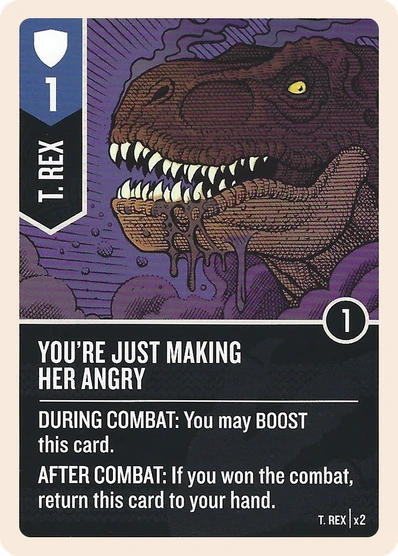 1
T. REX
1
YOU'RE JUST MAKING
HER ANGRY
DURING COMBAT: You may BOOST
this card.
AFTER COMBAT: If you won the combat,
return this card to your hand.
T. REX | x2